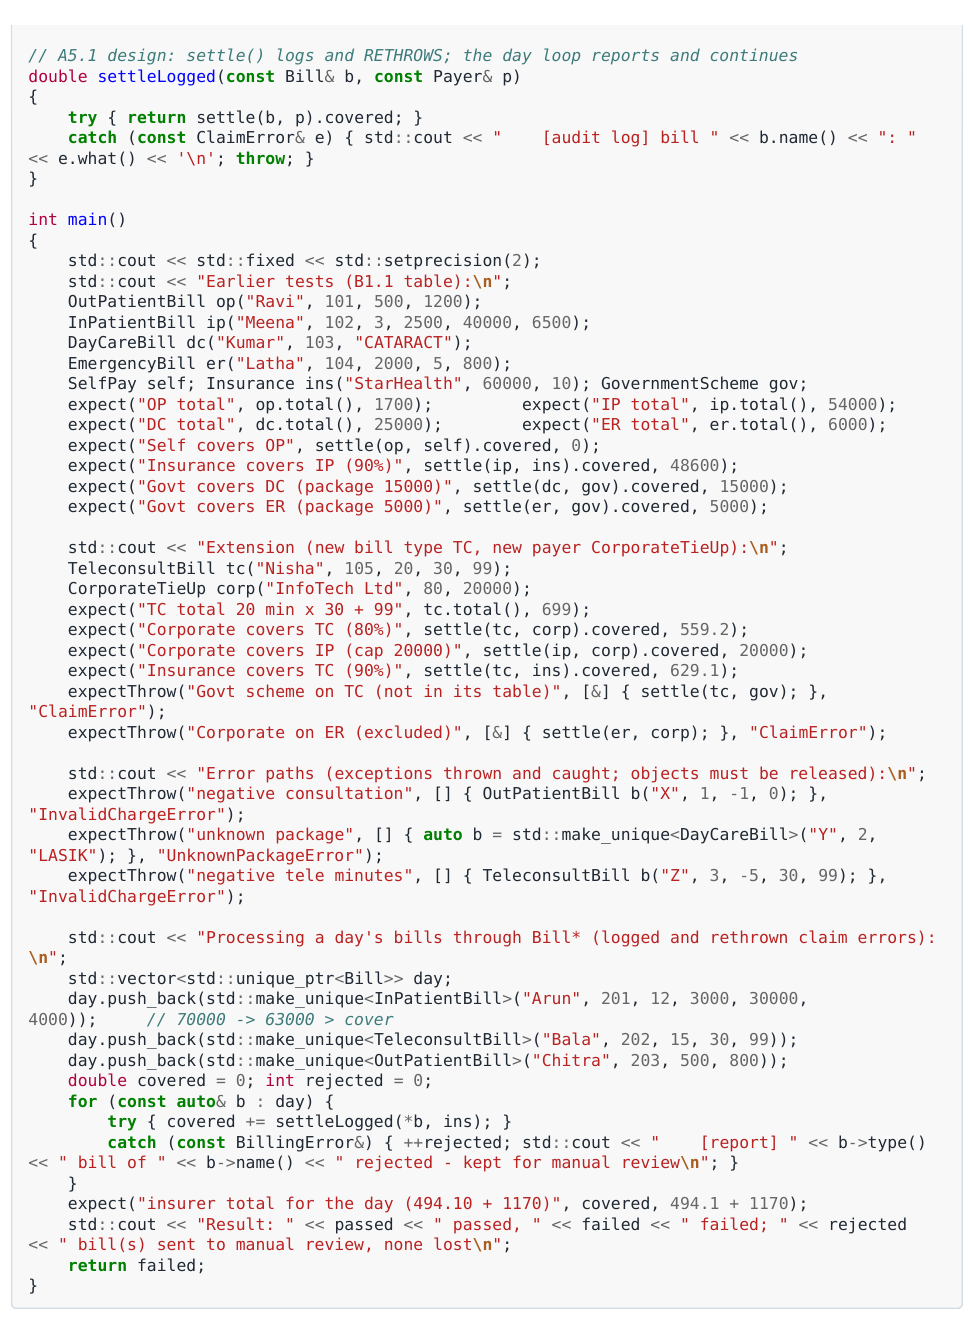 // A5.1 design: settle() logs and RETHROWS; the day loop reports and continues
double settleLogged(const Bill& b, const Payer& p)
{
    try { return settle(b, p).covered; }
    catch (const ClaimError& e) { std::cout << "    [audit log] bill " << b.name() << ": "
<< e.what() << '\n'; throw; }
}

int main()
{
    std::cout << std::fixed << std::setprecision(2);
    std::cout << "Earlier tests (B1.1 table):\n";
    OutPatientBill op("Ravi", 101, 500, 1200);
    InPatientBill ip("Meena", 102, 3, 2500, 40000, 6500);
    DayCareBill dc("Kumar", 103, "CATARACT");
    EmergencyBill er("Latha", 104, 2000, 5, 800);
    SelfPay self; Insurance ins("StarHealth", 60000, 10); GovernmentScheme gov;
    expect("OP total", op.total(), 1700);         expect("IP total", ip.total(), 54000);
    expect("DC total", dc.total(), 25000);        expect("ER total", er.total(), 6000);
    expect("Self covers OP", settle(op, self).covered, 0);
    expect("Insurance covers IP (90%)", settle(ip, ins).covered, 48600);
    expect("Govt covers DC (package 15000)", settle(dc, gov).covered, 15000);
    expect("Govt covers ER (package 5000)", settle(er, gov).covered, 5000);

    std::cout << "Extension (new bill type TC, new payer CorporateTieUp):\n";
    TeleconsultBill tc("Nisha", 105, 20, 30, 99);
    CorporateTieUp corp("InfoTech Ltd", 80, 20000);
    expect("TC total 20 min x 30 + 99", tc.total(), 699);
    expect("Corporate covers TC (80%)", settle(tc, corp).covered, 559.2);
    expect("Corporate covers IP (cap 20000)", settle(ip, corp).covered, 20000);
    expect("Insurance covers TC (90%)", settle(tc, ins).covered, 629.1);
    expectThrow("Govt scheme on TC (not in its table)", [&] { settle(tc, gov); },
"ClaimError");
    expectThrow("Corporate on ER (excluded)", [&] { settle(er, corp); }, "ClaimError");

    std::cout << "Error paths (exceptions thrown and caught; objects must be released):\n";
    expectThrow("negative consultation", [] { OutPatientBill b("X", 1, -1, 0); },
"InvalidChargeError");
    expectThrow("unknown package", [] { auto b = std::make_unique<DayCareBill>("Y", 2,
"LASIK"); }, "UnknownPackageError");
    expectThrow("negative tele minutes", [] { TeleconsultBill b("Z", 3, -5, 30, 99); },
"InvalidChargeError");

    std::cout << "Processing a day's bills through Bill* (logged and rethrown claim errors):
\n";
    std::vector<std::unique_ptr<Bill>> day;
    day.push_back(std::make_unique<InPatientBill>("Arun", 201, 12, 3000, 30000,
4000));     // 70000 -> 63000 > cover
    day.push_back(std::make_unique<TeleconsultBill>("Bala", 202, 15, 30, 99));
    day.push_back(std::make_unique<OutPatientBill>("Chitra", 203, 500, 800));
    double covered = 0; int rejected = 0;
    for (const auto& b : day) {
        try { covered += settleLogged(*b, ins); }
        catch (const BillingError&) { ++rejected; std::cout << "    [report] " << b->type()
<< " bill of " << b->name() << " rejected - kept for manual review\n"; }
    }
    expect("insurer total for the day (494.10 + 1170)", covered, 494.1 + 1170);
    std::cout << "Result: " << passed << " passed, " << failed << " failed; " << rejected
<< " bill(s) sent to manual review, none lost\n";
    return failed;
}